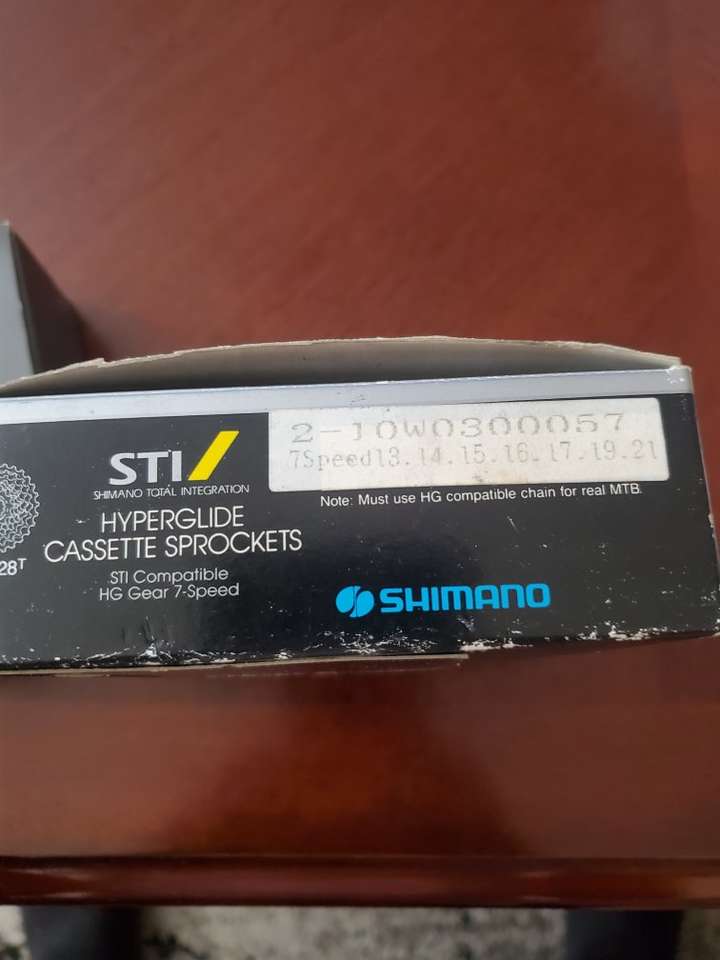 2-10W0300057
7Speed13.14.15.16.17.19.21
STI
SHIMANO TOTAL INTEGRATION
Note: Must use HG compatible chain for real MTB.
HYPERGLIDE
CASSETTE SPROCKETS
28T
STI Compatible
HG Gear 7-Speed
SHIMANO